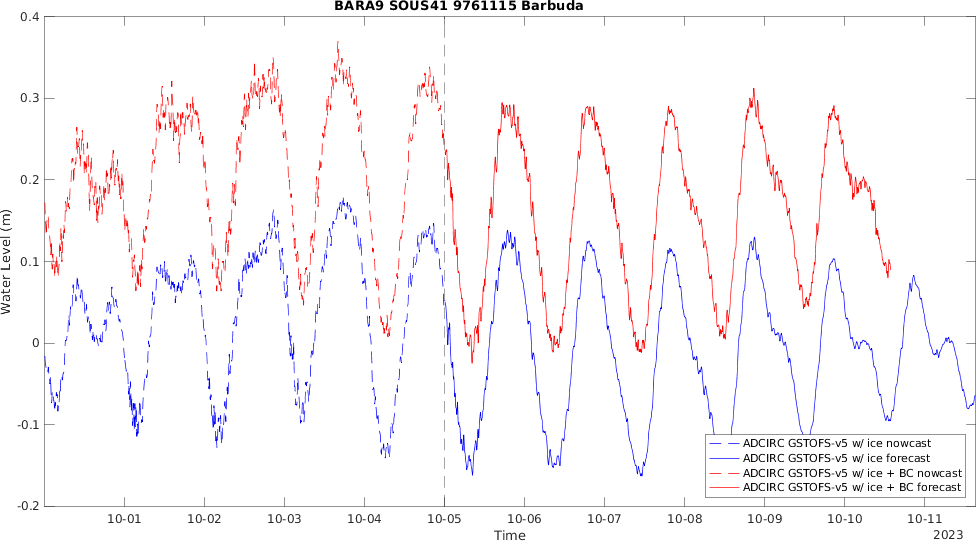 BARA9 SOUS41 9761115 Barbuda
Water Level (m)
0.4
0.3
0.2
0.1
0
-0.1
-0.2
10-01 10-02 10-03 10-04 10-05 10-06 10-07 10-08 10-09 10-10 10-11
Time
2023
ADCIRC GSTOFS-v5 w/ ice nowcast
ADCIRC GSTOFS-v5 w/ ice forecast
ADCIRC GSTOFS-v5 w/ ice + BC nowcast
ADCIRC GSTOFS-v5 w/ ice + BC forecast